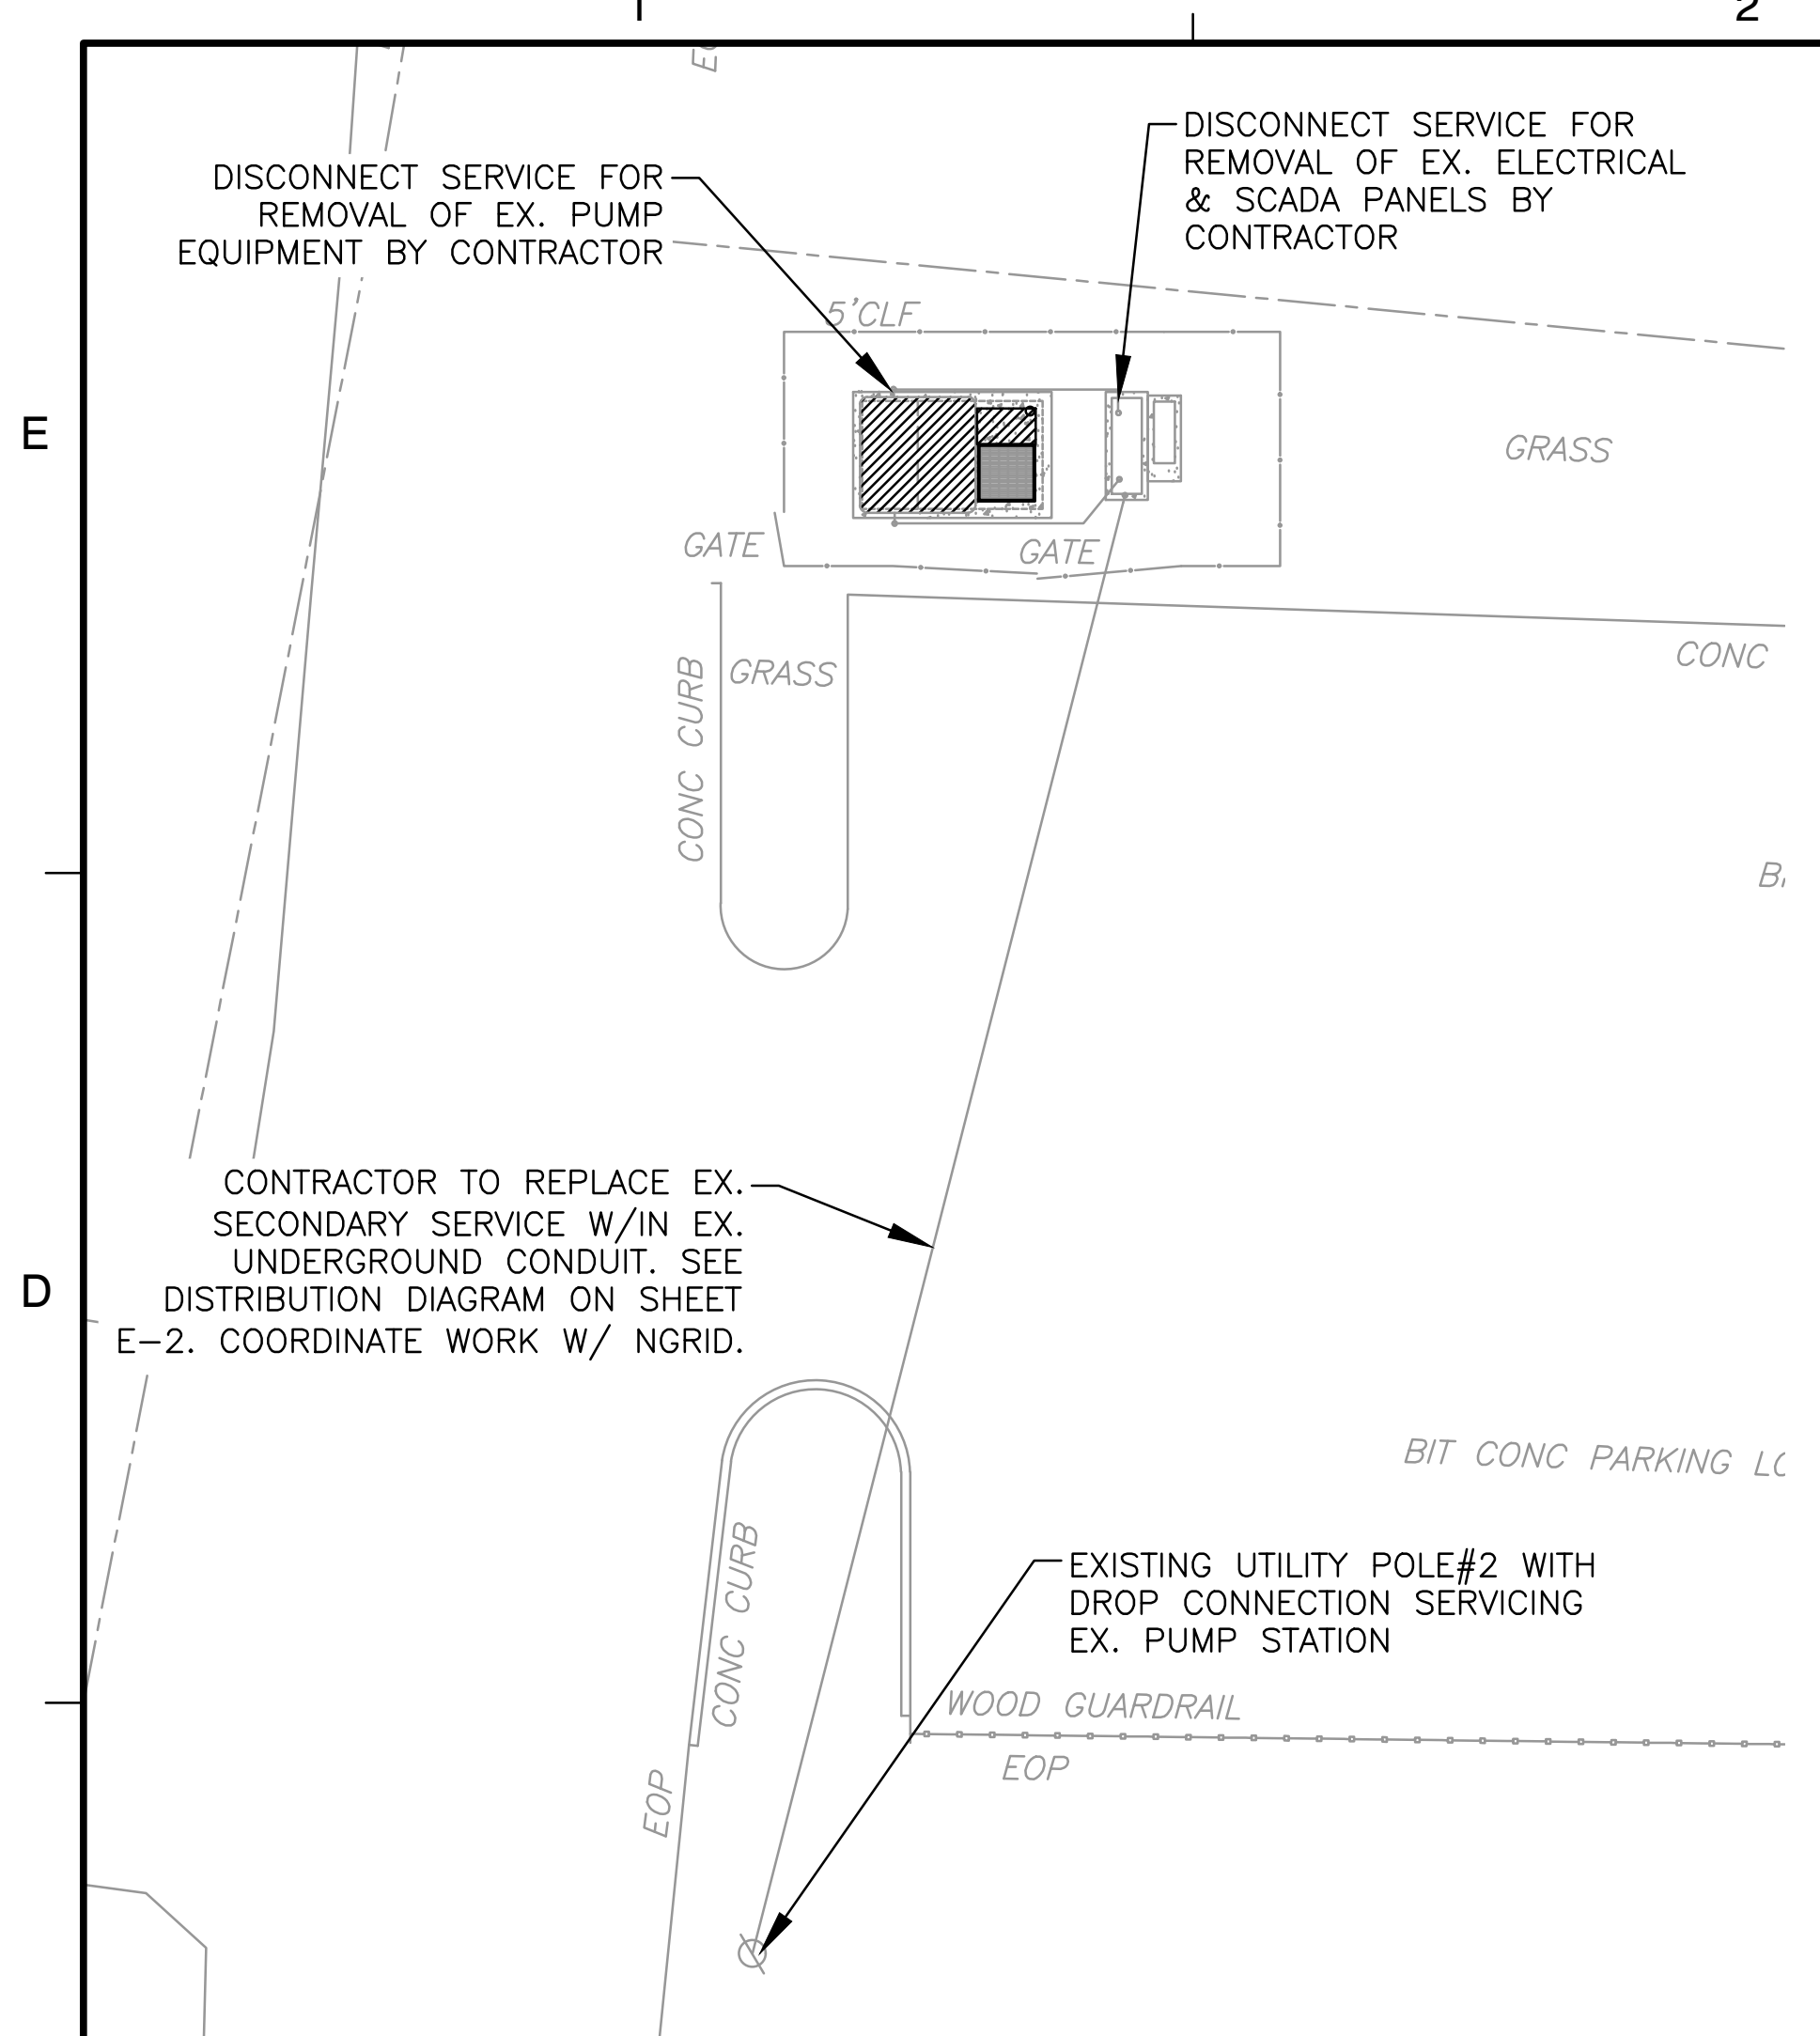 1
2
E
D
DISCONNECT SERVICE FOR
REMOVAL OF EX. PUMP
EQUIPMENT BY CONTRACTOR
DISCONNECT SERVICE FOR
REMOVAL OF EX. ELECTRICAL
& SCADA PANELS BY
CONTRACTOR
5'CLF
GRASS
GATE
GATE
CONC
GRASS
CONC CURB
CONTRACTOR TO REPLACE EX.
SECONDARY SERVICE W/IN EX.
UNDERGROUND CONDUIT. SEE
DISTRIBUTION DIAGRAM ON SHEET
E-2. COORDINATE WORK W/ NGRID.
BIT CONC PARKING
CONC CURB
EXISTING UTILITY POLE#2 WITH
DROP CONNECTION SERVICING
EX. PUMP STATION
WOOD GUARDRAIL
EOP
EOP